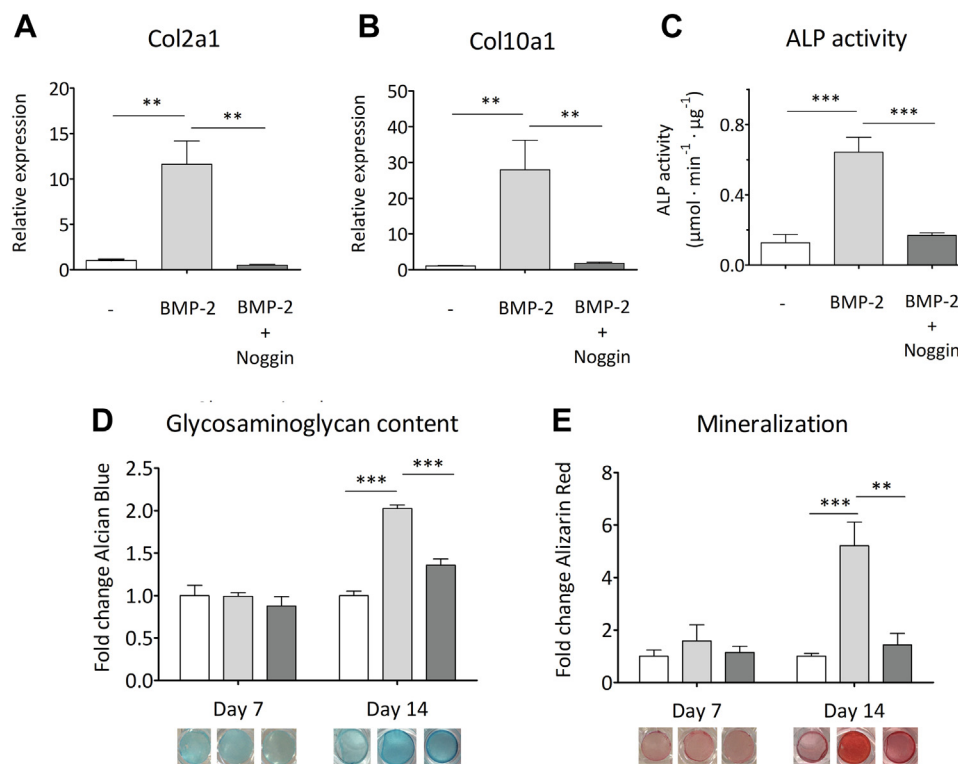 A
Col2a1
Relative expression
20
15
10
5
0
**
**
-
BMP-2
BMP-2
+
Noggin
B
Col10a1
Relative expression
50
40
30
20
10
0
**
**
-
BMP-2
BMP-2
+
Noggin
C
ALP activity
ALP activity
(µmol · min⁻¹ · µg⁻¹)
0.9
0.6
0.3
0.0
***
***
-
BMP-2
BMP-2
+
Noggin
D
Glycosaminoglycan content
Fold change Alcian Blue
2.5
2.0
1.5
1.0
0.5
0.0
***
***
Day 7
Day 14
E
Mineralization
Fold change Alizarin Red
8
6
4
2
0
***
**
Day 7
Day 14